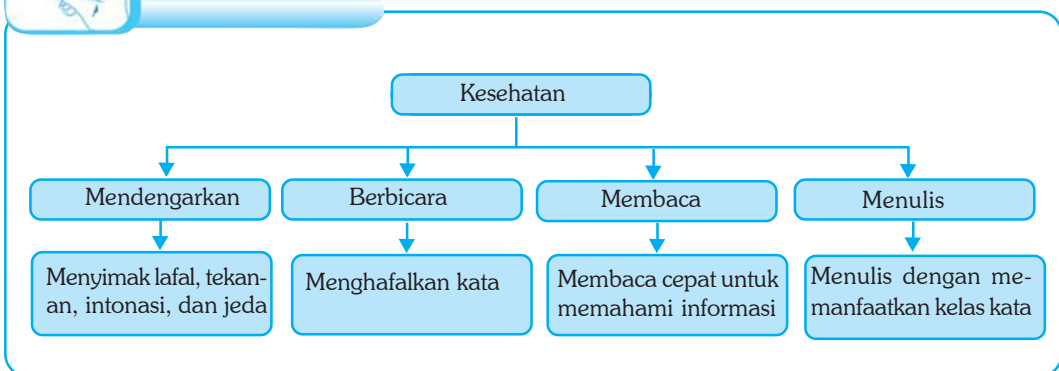 Kesehatan
Mendengarkan
Berbicara
Membaca
Menulis
Menyimak lafal, tekan-
an, intonasi, dan jeda
Menghafalkan kata
Membaca cepat untuk
memahami informasi
Menulis dengan me-
manfaatkan kelas kata